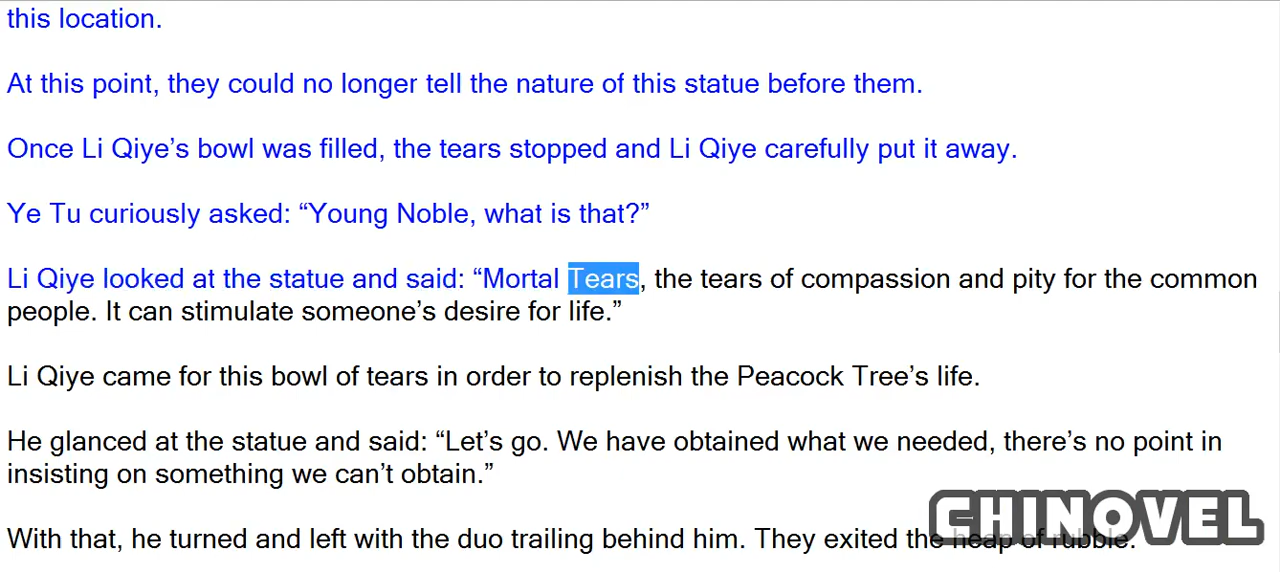 this location.
At this point, they could no longer tell the nature of this statue before them.
Once Li Qiye’s bowl was filled, the tears stopped and Li Qiye carefully put it away.
Ye Tu curiously asked: “Young Noble, what is that?”
Li Qiye looked at the statue and said: “Mortal Tears, the tears of compassion and pity for the common
people. It can stimulate someone’s desire for life.”
Li Qiye came for this bowl of tears in order to replenish the Peacock Tree’s life.
He glanced at the statue and said: “Let’s go. We have obtained what we needed, there’s no point in
insisting on something we can’t obtain.”
With that, he turned and left with the duo trailing behind him. They exited the heap of rubble.
CHINOVEL